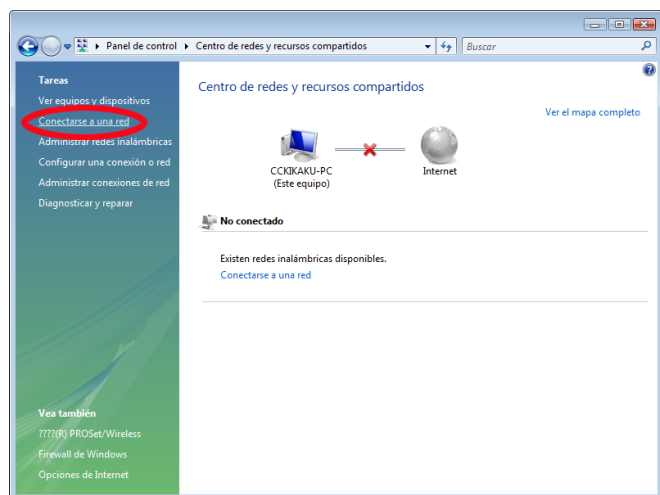 Panel de control
Centro de redes y recursos compartidos
Buscar
Tareas
Ver equipos y dispositivos
Conectarse a una red
Administrar redes inalámbricas
Configurar una conexión o red
Administrar conexiones de red
Diagnosticar y reparar
Vea también
????(R) PROSet/Wireless
Firewall de Windows
Opciones de Internet
Centro de redes y recursos compartidos
Ver el mapa completo
CCKIKAKU-PC
(Este equipo)
Internet
No conectado
Existen redes inalámbricas disponibles.
Conectarse a una red